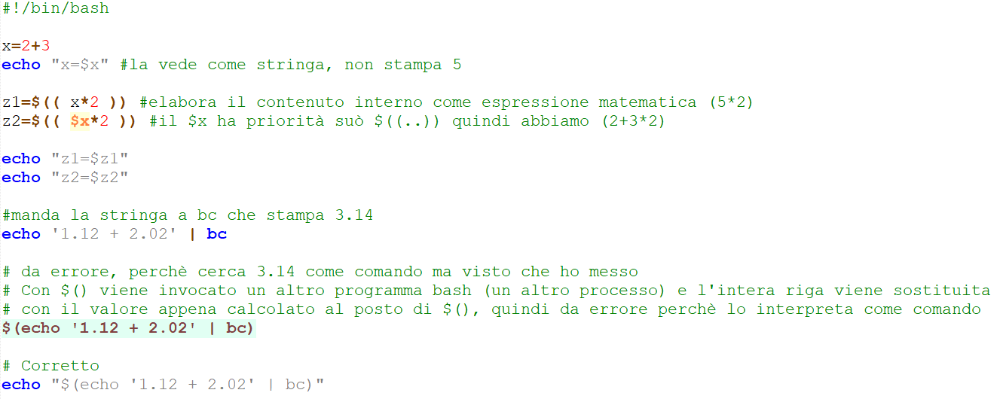 #!/bin/bash
x=2+3
echo "x=$x" #la vede come stringa, non stampa 5
z1=$(( x*2 )) #elabora il contenuto interno come espressione matematica (5*2)
z2=$(( $x*2 )) #il $x ha priorità suò $((..)) quindi abbiamo (2+3*2)
echo "z1=$z1"
echo "z2=$z2"
#manda la stringa a bc che stampa 3.14
echo '1.12 + 2.02' | bc
# da errore, perchè cerca 3.14 come comando ma visto che ho messo
# Con $() viene invocato un altro programma bash (un altro processo) e l'intera riga viene sostituita
# con il valore appena calcolato al posto di $(), quindi da errore perchè lo interpreta come comando
$(echo '1.12 + 2.02' | bc)
# Corretto
echo "$(echo '1.12 + 2.02' | bc)"